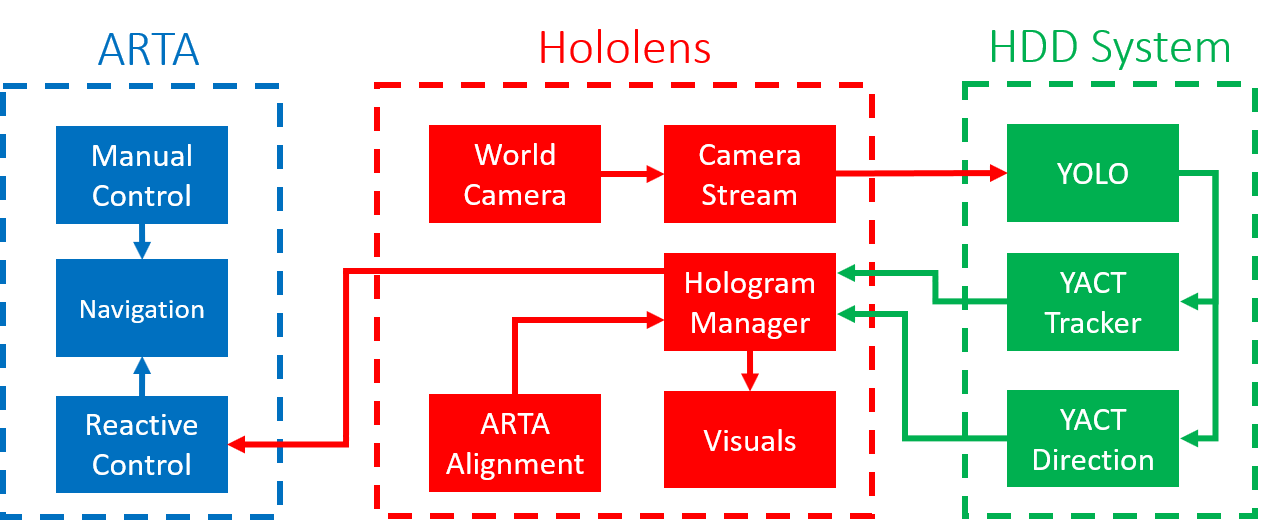 ARTA
Hololens
HDD System
Manual
Control
Navigation
Reactive
Control
World
Camera
Camera
Stream
Hologram
Manager
ARTA
Alignment
Visuals
YOLO
YACT
Tracker
YACT
Direction